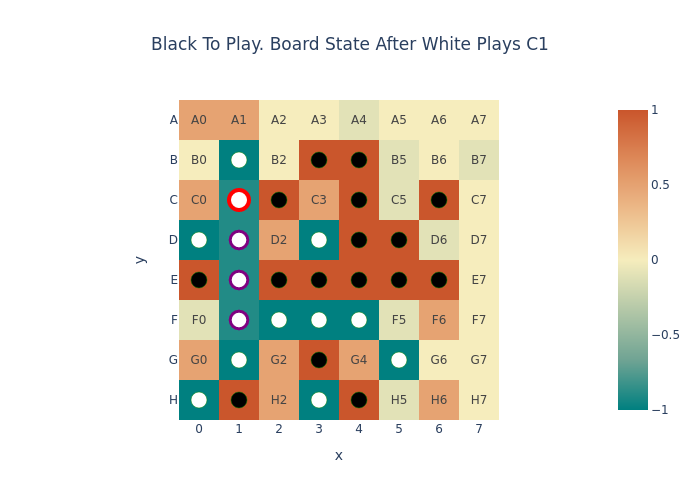 Black To Play. Board State After White Plays C1
A A0 A1 A2 A3 A4 A5 A6 A7
B B0 B2 B5 B6 B7
C C0 C3 C5 C7
D D2 D6 D7
E E7
F F0 F5 F6 F7
G G0 G2 G4 G6 G7
H H2 H5 H6 H7
0 1 2 3 4 5 6 7
x
y
1
0.5
0
−0.5
−1